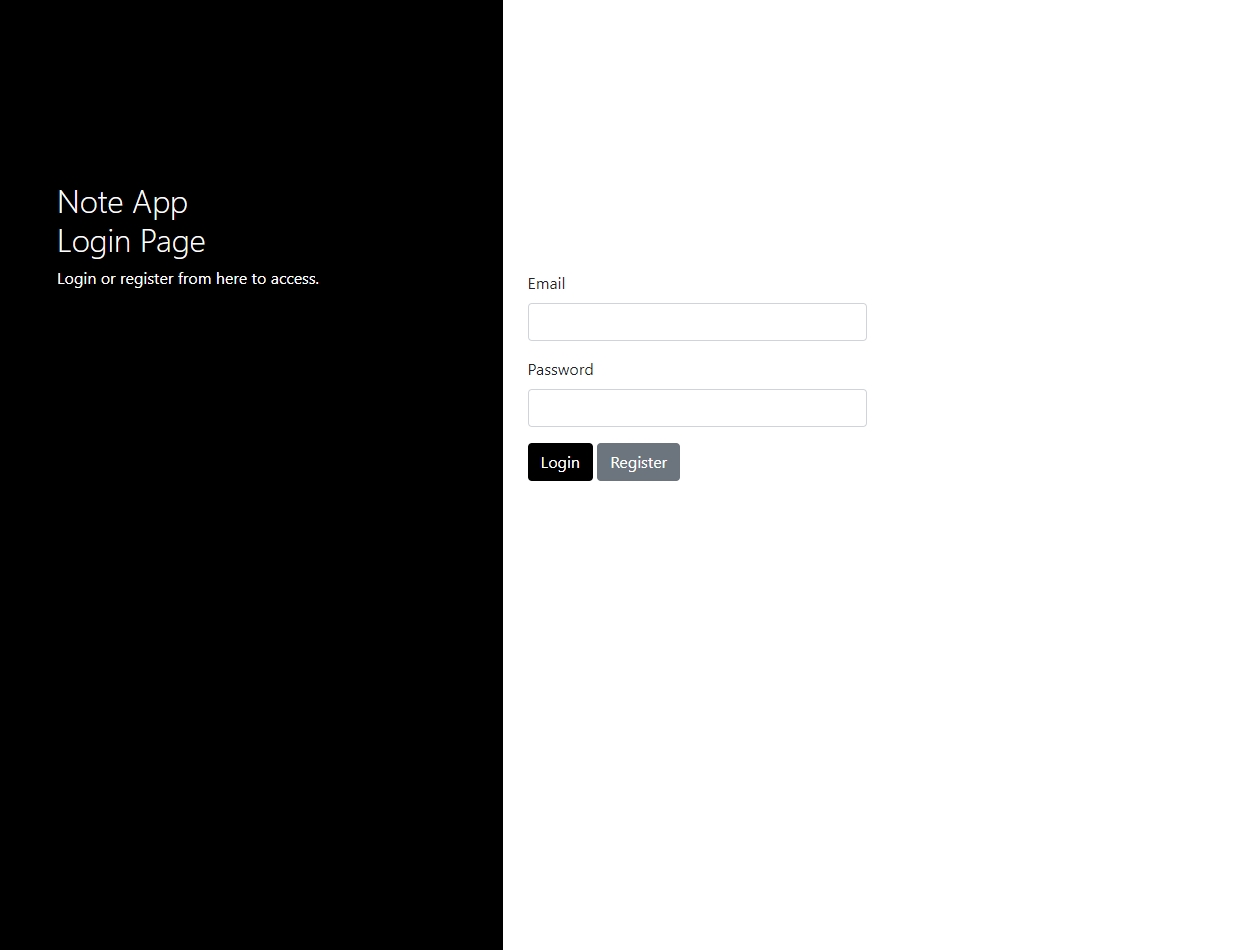 Note App
Login Page
Login or register from here to access.
Email
Password
Login Register